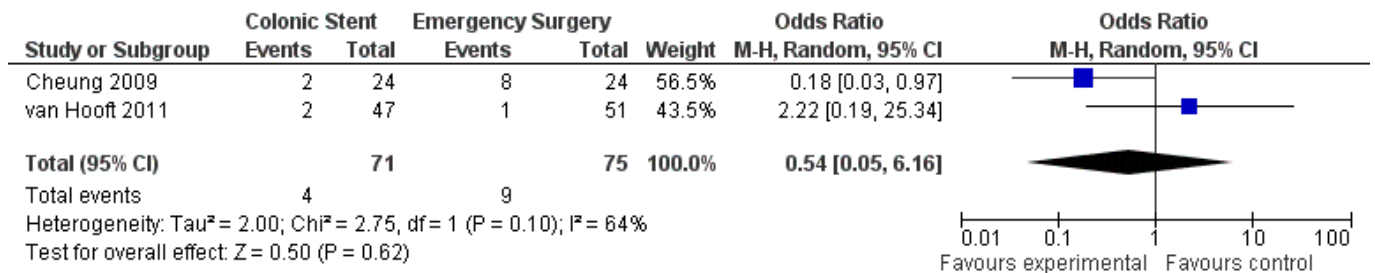 Colonic Stent Emergency Surgery Odds Ratio Odds Ratio
Study or Subgroup Events Total Events Total Weight M-H, Random, 95% CI M-H, Random, 95% CI
Cheung 2009 2 24 8 24 56.5% 0.18 [0.03, 0.97]
van Hooft 2011 2 47 1 51 43.5% 2.22 [0.19, 25.34]
Total (95% CI) 71 75 100.0% 0.54 [0.05, 6.16]
Total events 4 9
Heterogeneity: Tau² = 2.00; Chi² = 2.75, df = 1 (P = 0.10); I² = 64%
Test for overall effect: Z = 0.50 (P = 0.62)
0.01 0.1 1 10 100
Favours experimental Favours control